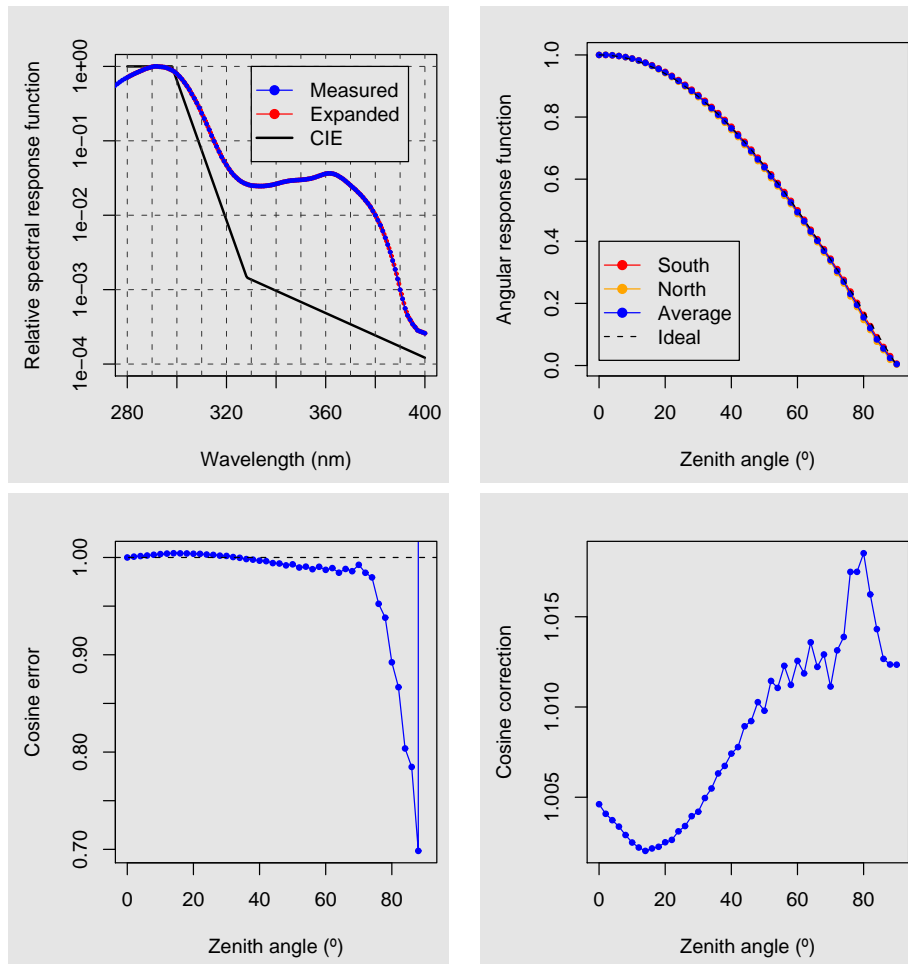 Relative spectral response function
1e+00
1e-01
1e-02
1e-03
1e-04
Measured
Expanded
CIE
280
320
360
400
Wavelength (nm)
Angular response function
1.0
0.8
0.6
0.4
0.2
0.0
South
North
Average
Ideal
0
20
40
60
80
Zenith angle (º)
Cosine error
1.00
0.90
0.80
0.70
0
20
40
60
80
Zenith angle (º)
Cosine correction
1.015
1.010
1.005
0
20
40
60
80
Zenith angle (º)